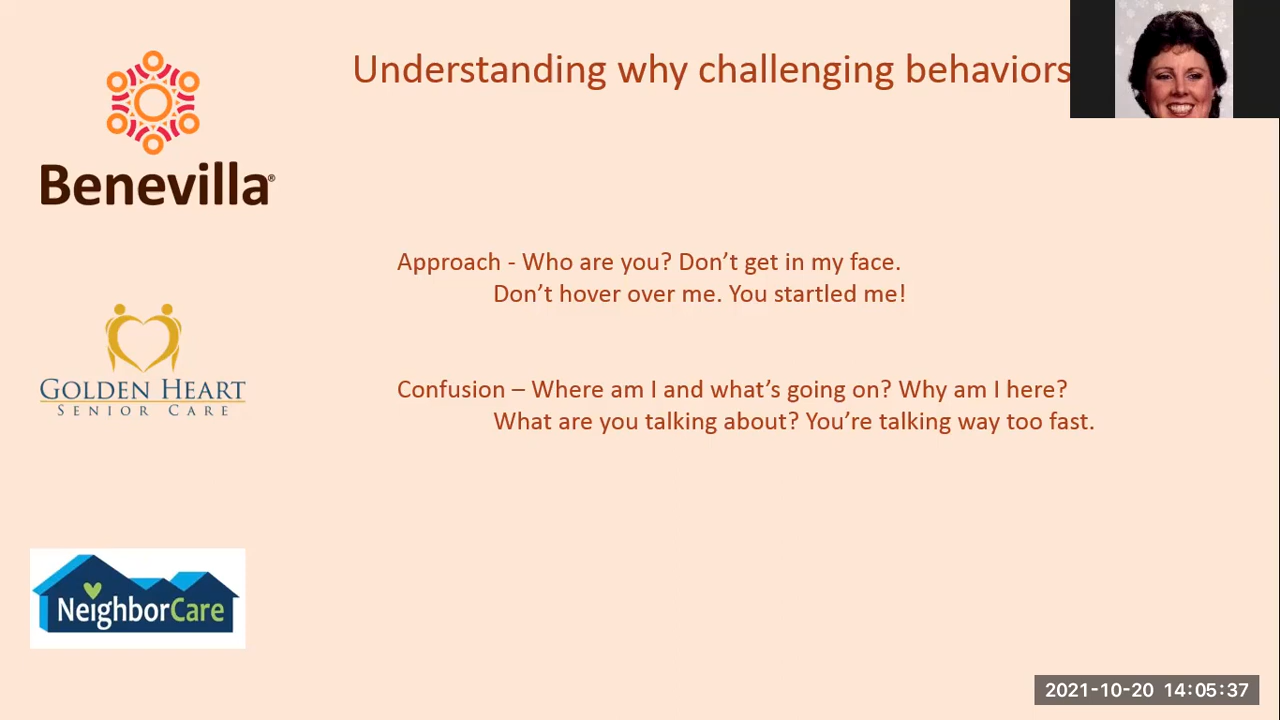 Understanding why challenging behaviors
Benevilla®
Approach - Who are you? Don’t get in my face.
Don’t hover over me. You startled me!
GOLDEN HEART
SENIOR CARE
Confusion – Where am I and what’s going on? Why am I here?
What are you talking about? You’re talking way too fast.
NeighborCare
2021-10-20 14:05:37